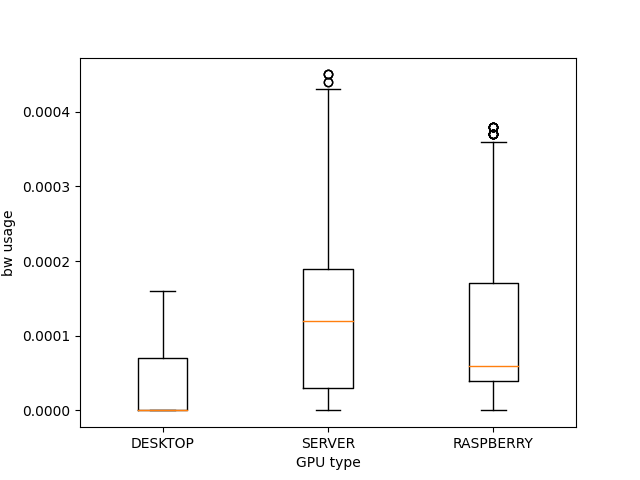 0.0004
0.0003
0.0002
0.0001
0.0000
bw usage
DESKTOP
SERVER
RASPBERRY
GPU type